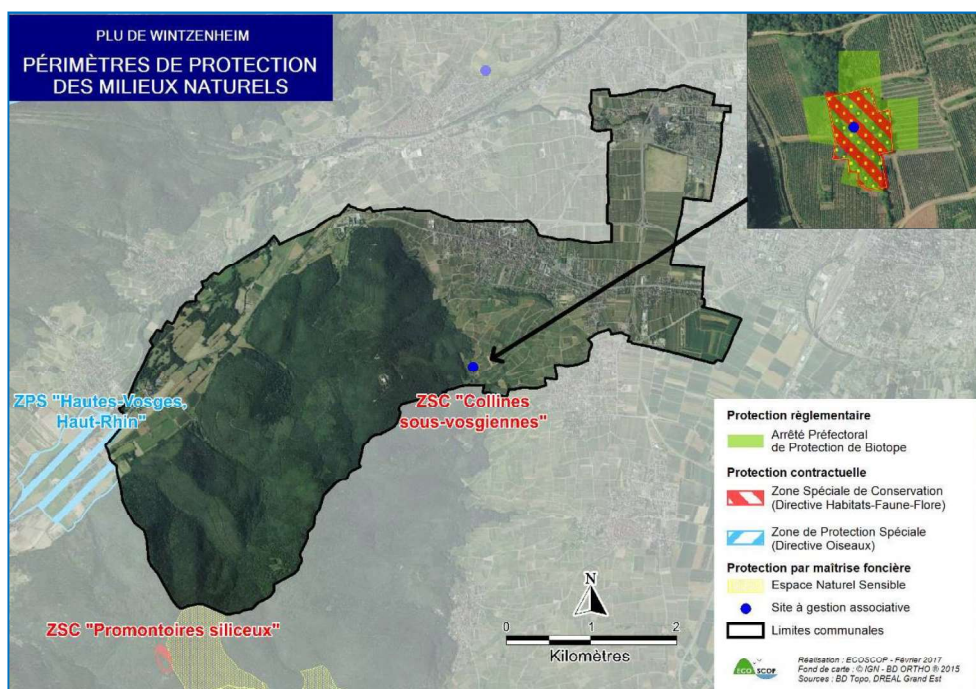 PLU DE WINTZENHEIM
PÉRIMÈTRES DE PROTECTION
DES MILIEUX NATURELS
ZPS "Hautes-Vosges,
Haut-Rhin"
ZSC "Collines
sous-vosgiennes"
ZSC "Promontoires siliceux"
N
0 1 2
Kilomètres
Protection règlementaire
Arrêté Préfectoral
de Protection de Biotope
Protection contractuelle
Zone Spéciale de Conservation
(Directive Habitats-Faune-Flore)
Zone de Protection Spéciale
(Directive Oiseaux)
Protection par maîtrise foncière
Espace Naturel Sensible
Site à gestion associative
Limites communales
ECO SCOP
Réalisation : ECOSCOP - Février 2017
Fond de carte : © IGN - BD ORTHO ® 2015
Sources : BD Topo, DREAL Grand Est